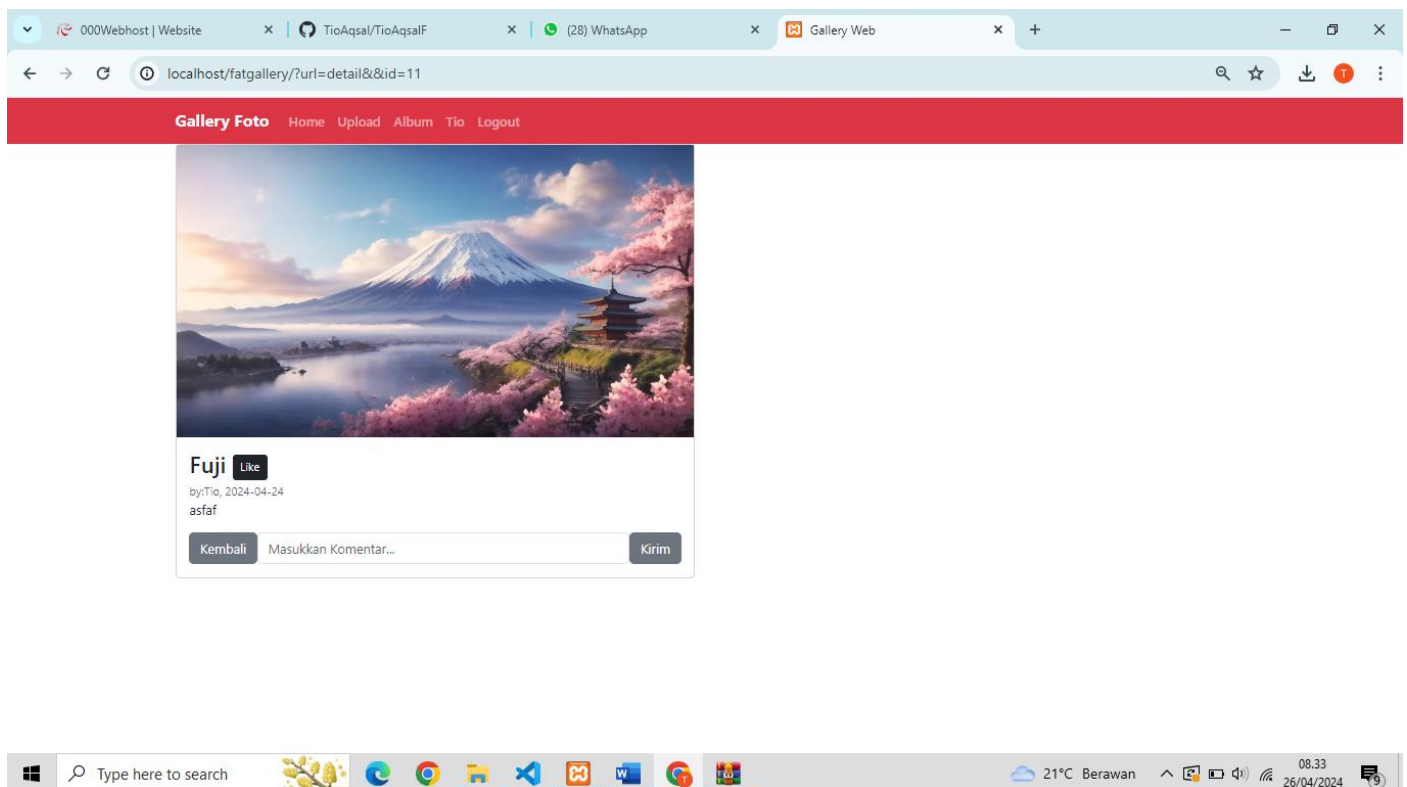 000Webhost | Website
TioAqsal/TioAqsalF
(28) WhatsApp
Gallery Web
localhost/fatgallery/?url=detail&&id=11
T
Gallery Foto Home Upload Album Tio Logout
Fuji Like
by:Tio, 2024-04-24
asfaf
Kembali Masukkan Komentar... Kirim
Type here to search
21°C Berawan
08.33
26/04/2024
9